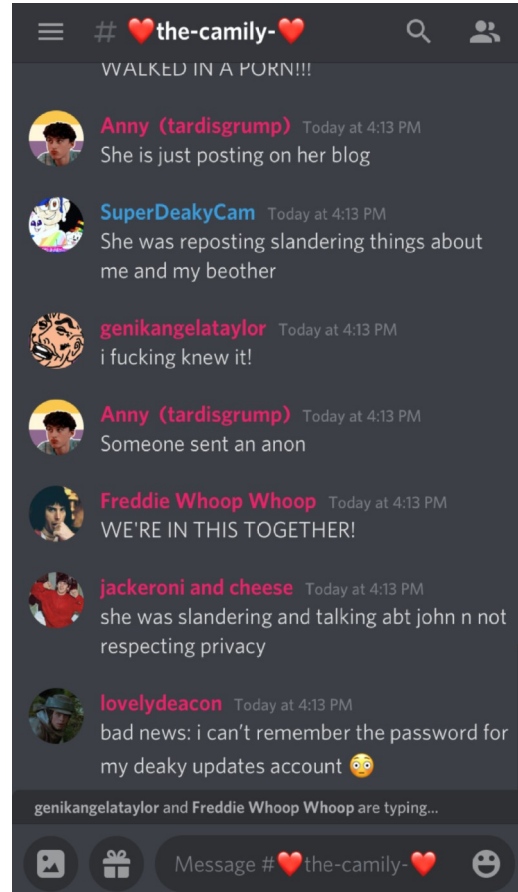 # ❤️the-camily-❤️
WALKED IN A PORN!!!
Anny (tardisgrump) Today at 4:13 PM
She is just posting on her blog
SuperDeakyCam Today at 4:13 PM
She was reposting slandering things about
me and my beother
genikangelataylor Today at 4:13 PM
i fucking knew it!
Anny (tardisgrump) Today at 4:13 PM
Someone sent an anon
Freddie Whoop Whoop Today at 4:13 PM
WE'RE IN THIS TOGETHER!
jackeroni and cheese Today at 4:13 PM
she was slandering and talking abt john n not
respecting privacy
lovelydeacon Today at 4:13 PM
bad news: i can't remember the password for
my deaky updates account 😳
genikangelataylor and Freddie Whoop Whoop are typing...
Message #❤️the-camily-❤️